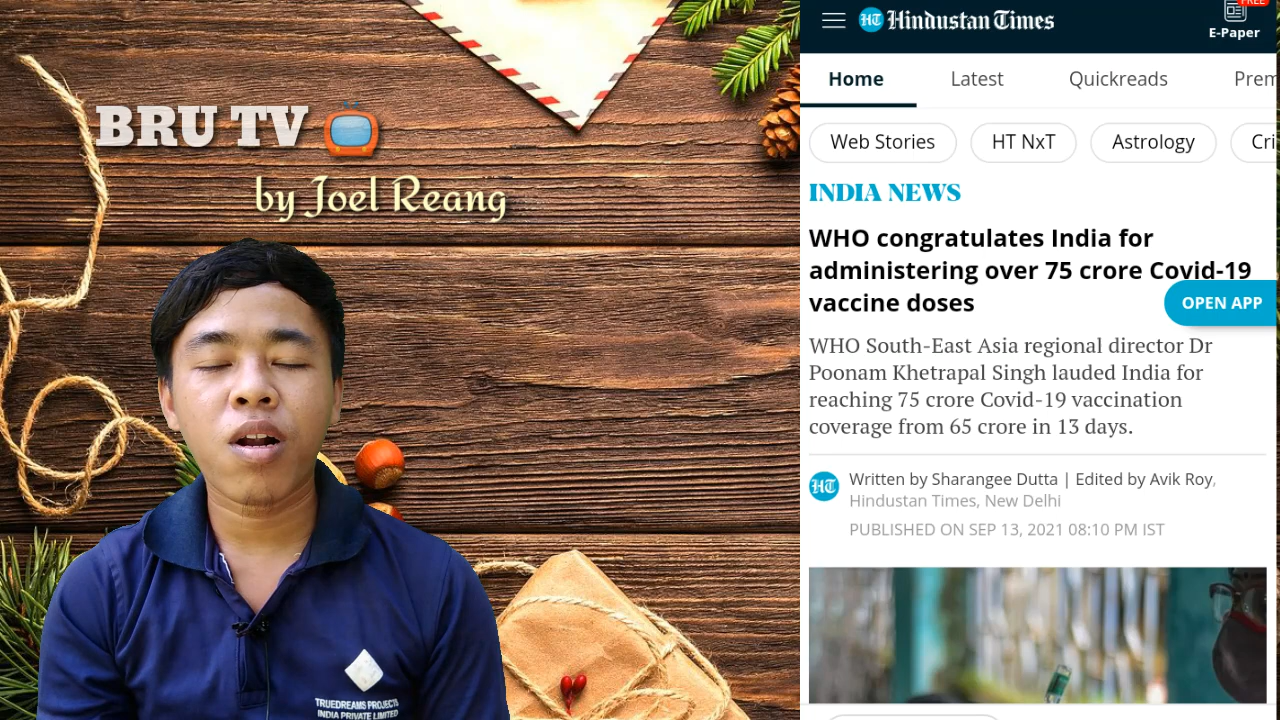 BRU TV
by Joel Reang
TRUEDREAMS PROJECTS
INDIA PRIVATE LIMITED
HT Hindustan Times
FREE
E-Paper
Home Latest Quickreads Prem
Web Stories HT NxT Astrology Cri
INDIA NEWS
WHO congratulates India for
administering over 75 crore Covid-19
vaccine doses
OPEN APP
WHO South-East Asia regional director Dr
Poonam Khetrapal Singh lauded India for
reaching 75 crore Covid-19 vaccination
coverage from 65 crore in 13 days.
HT
Written by Sharangee Dutta | Edited by Avik Roy,
Hindustan Times, New Delhi
PUBLISHED ON SEP 13, 2021 08:10 PM IST